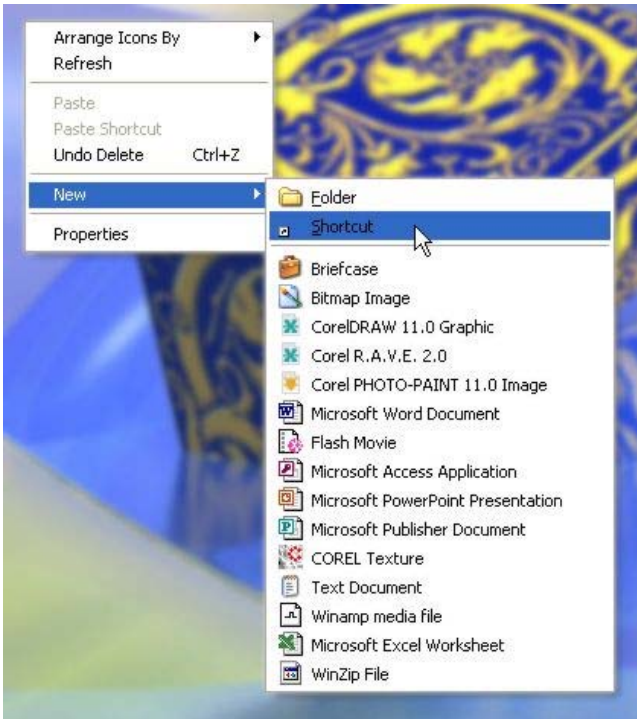 Arrange Icons By
Refresh
Paste
Paste Shortcut
Undo Delete Ctrl+Z
New
Properties
Folder
Shortcut
Briefcase
Bitmap Image
CorelDRAW 11.0 Graphic
Corel R.A.V.E. 2.0
Corel PHOTO-PAINT 11.0 Image
Microsoft Word Document
Flash Movie
Microsoft Access Application
Microsoft PowerPoint Presentation
Microsoft Publisher Document
COREL Texture
Text Document
Winamp media file
Microsoft Excel Worksheet
WinZip File